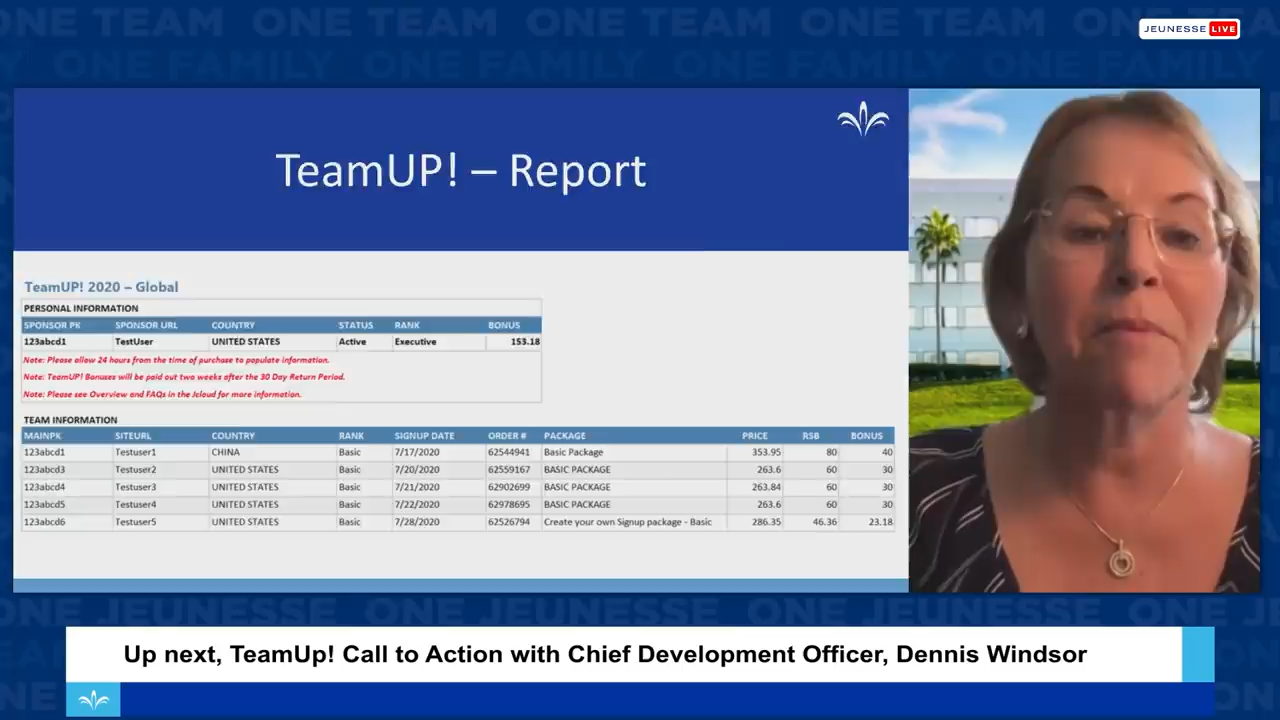 ONE TEAM ONE TEAM ONE TEAM ONE TEAM
ONE FAMILY ONE FAMILY ONE FAMILY ONE FAMILY
JEUNESSE LIVE
TeamUP! – Report
TeamUP! 2020 – Global
PERSONAL INFORMATION
SPONSOR PK SPONSOR URL COUNTRY STATUS RANK BONUS
123abcd1 TestUser UNITED STATES Active Executive 153.18
Note: Please allow 24 hours from the time of purchase to populate information.
Note: TeamUP! Bonuses will be paid out two weeks after the 30 Day Return Period.
Note: Please see Overview and FAQs in the Jcloud for more information.
TEAM INFORMATION
MAINPK SITEURL COUNTRY RANK SIGNUP DATE ORDER # PACKAGE PRICE RSB BONUS
123abcd1 Testuser1 CHINA Basic 7/17/2020 62544941 Basic Package 353.95 80 40
123abcd3 Testuser2 UNITED STATES Basic 7/20/2020 62559167 BASIC PACKAGE 263.6 60 30
123abcd4 Testuser3 UNITED STATES Basic 7/21/2020 62902699 BASIC PACKAGE 263.84 60 30
123abcd5 Testuser4 UNITED STATES Basic 7/22/2020 62978695 BASIC PACKAGE 263.6 60 30
123abcd6 Testuser5 UNITED STATES Basic 7/28/2020 62526794 Create your own Signup package - Basic 286.35 46.36 23.18
ONE JEUNESSE ONE JEUNESSE ONE JEUNESSE
Up next, TeamUp! Call to Action with Chief Development Officer, Dennis Windsor